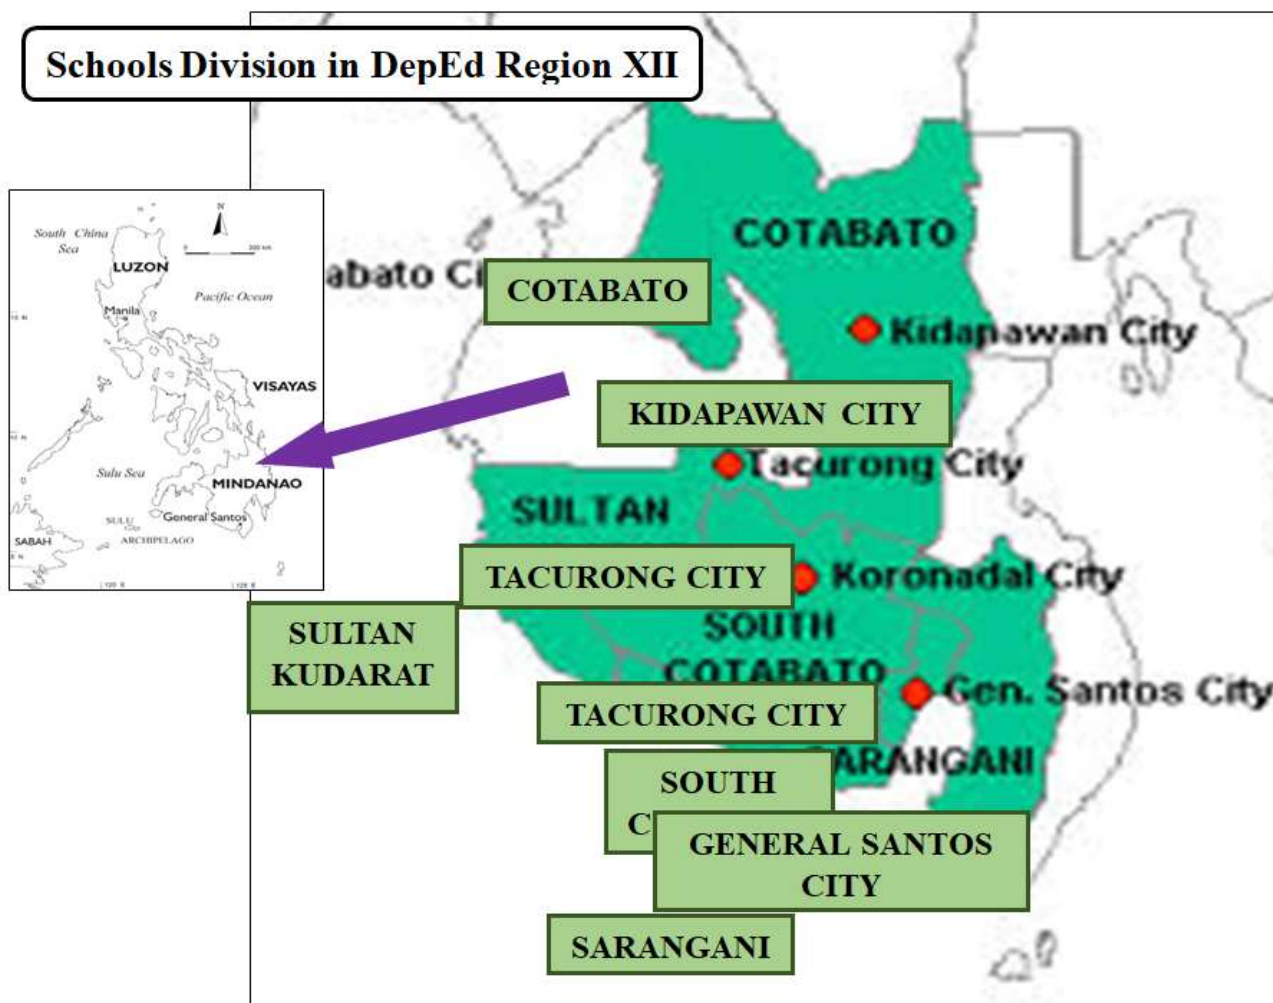 Schools Division in DepEd Region XII
N
South China
Sea
0
LUZON
Pacific Ocean
Manila
VISAYAS
Sulu Sea
MINDANAO
General Santos
SULU
ARCHIPELAGO
SABAH
120 E
COTABATO
abato Ci
COTABATO
Kidapawan City
KIDAPAWAN CITY
Tacurong City
SULTAN
TACURONG CITY
Koronadal City
SULTAN
KUDARAT
SOUTH
COTABATO
Gen. Santos City
TACURONG CITY
ARANGANI
SOUTH
C
GENERAL SANTOS
CITY
SARANGANI